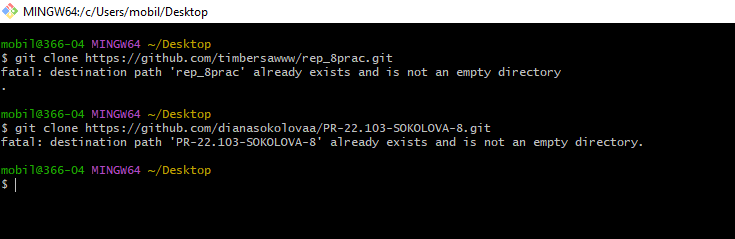 MINGW64:/c/Users/mobil/Desktop
mobil@366-04 MINGW64 ~/Desktop
$ git clone https://github.com/timbersawww/rep_8prac.git
fatal: destination path 'rep_8prac' already exists and is not an empty directory
.
mobil@366-04 MINGW64 ~/Desktop
$ git clone https://github.com/dianasokolovaa/PR-22.103-SOKOLOVA-8.git
fatal: destination path 'PR-22.103-SOKOLOVA-8' already exists and is not an empty directory.
mobil@366-04 MINGW64 ~/Desktop
$